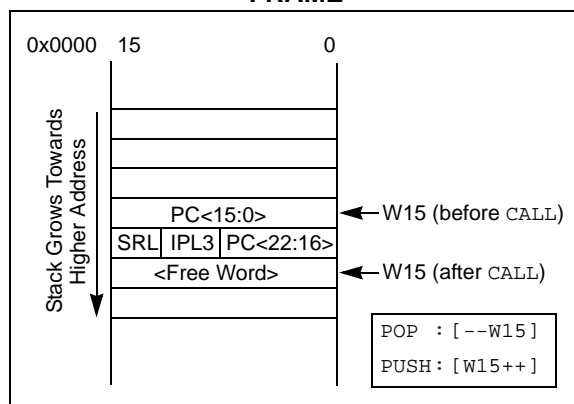 FRAME
0x0000 15 0
Stack Grows Towards
Higher Address
PC<15:0>
W15 (before CALL)
SRL IPL3 PC<22:16>
<Free Word>
W15 (after CALL)
POP : [--W15]
PUSH: [W15++]